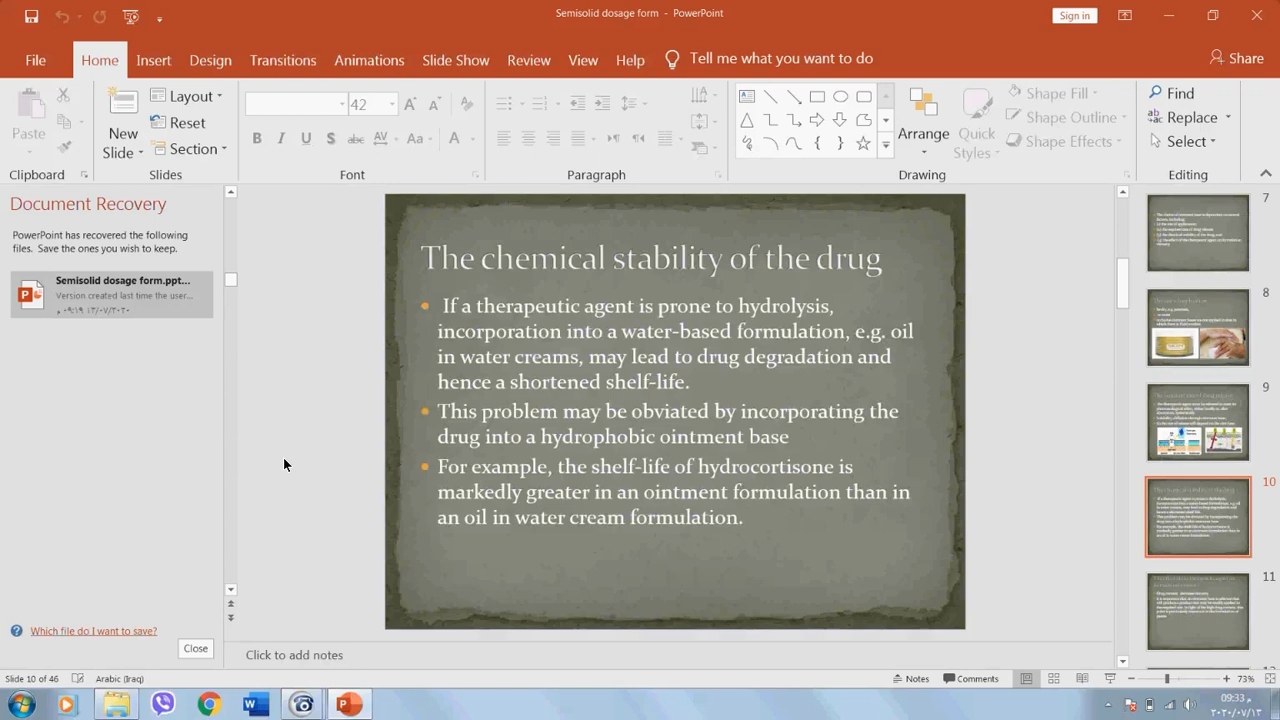 Semisolid dosage form - PowerPoint
Sign in
File Home Insert Design Transitions Animations Slide Show Review View Help Tell me what you want to do Share
Paste
New Slide
Layout
Reset
Section
42
Arrange
Quick Styles
Shape Fill
Shape Outline
Shape Effects
Find
Replace
Select
Clipboard Slides Font Paragraph Drawing Editing
Document Recovery
PowerPoint has recovered the following
files. Save the ones you wish to keep.
Semisolid dosage form.ppt...
Version created last time the user...
Which file do I want to save?
Close
The chemical stability of the drug
• If a therapeutic agent is prone to hydrolysis,
incorporation into a water-based formulation, e.g. oil
in water creams, may lead to drug degradation and
hence a shortened shelf-life.
• This problem may be obviated by incorporating the
drug into a hydrophobic ointment base
• For example, the shelf-life of hydrocortisone is
markedly greater in an ointment formulation than in
an oil in water cream formulation.
Click to add notes
7
8
9
10
11
Slide 10 of 46 Arabic (Iraq) Notes Comments 73%
09:33 م
٢٠٢٠/٠٧/١٣